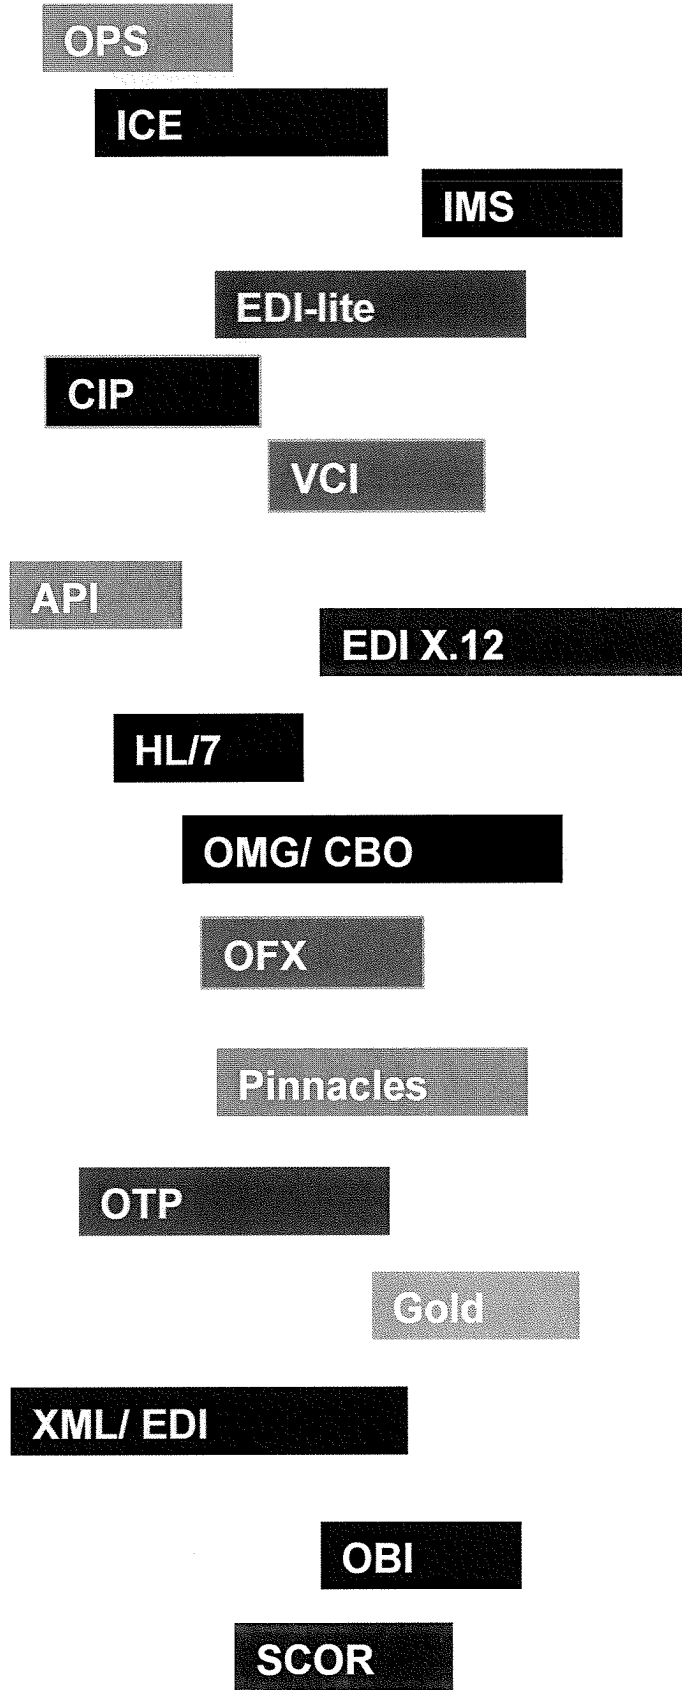 OPS
ICE
IMS
EDI-lite
CIP
VCI
API
EDI X.12
HL/7
OMG/ CBO
OFX
Pinnacles
OTP
Gold
XML/ EDI
OBI
SCOR